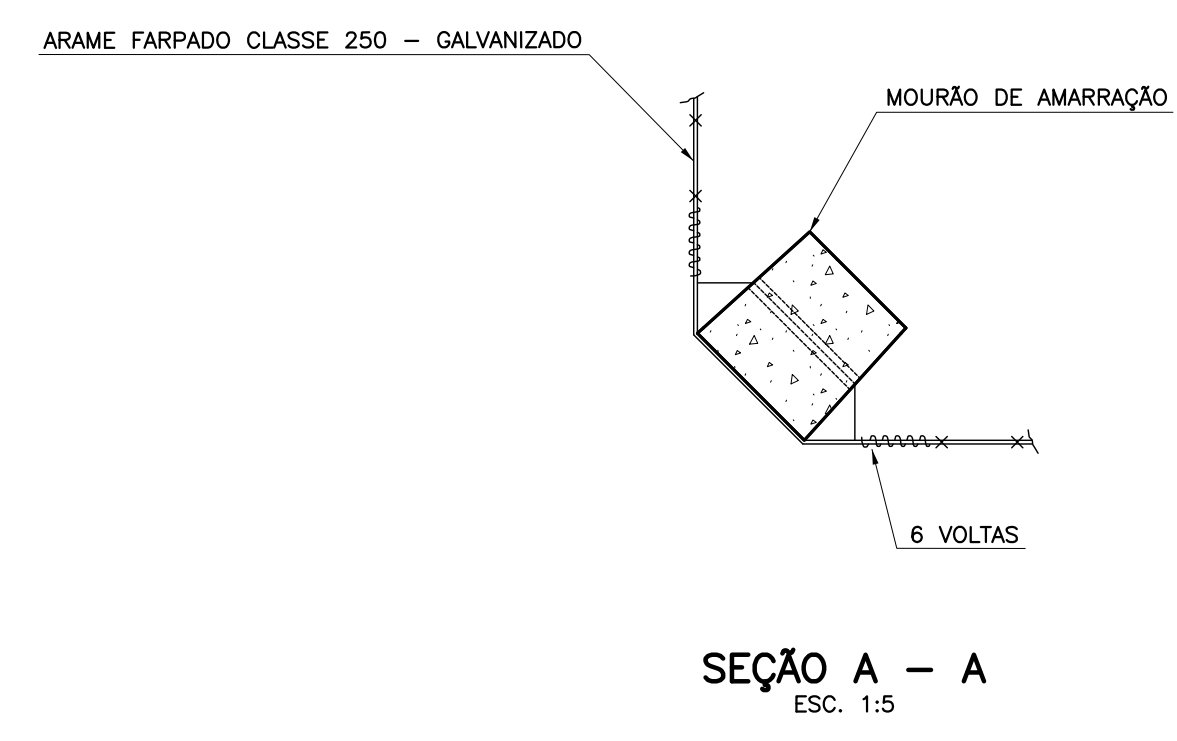 ARAME FARPADO CLASSE 250 – GALVANIZADO
MOURÃO DE AMARRAÇÃO
6 VOLTAS
SEÇÃO A – A
ESC. 1:5